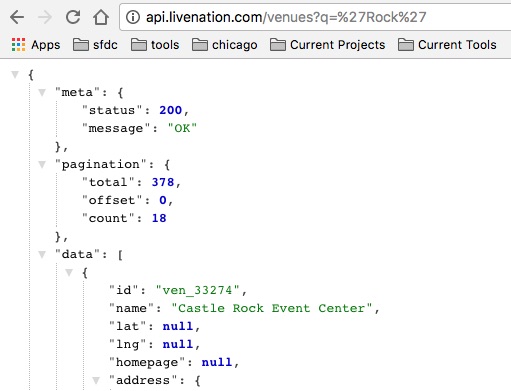 api.livenation.com/venues?q=%27Rock%27
Apps sfdc tools chicago Current Projects Current Tools
{
"meta": {
"status": 200,
"message": "OK"
},
"pagination": {
"total": 378,
"offset": 0,
"count": 18
},
"data": [
{
"id": "ven_33274",
"name": "Castle Rock Event Center",
"lat": null,
"lng": null,
"homepage": null,
"address": {